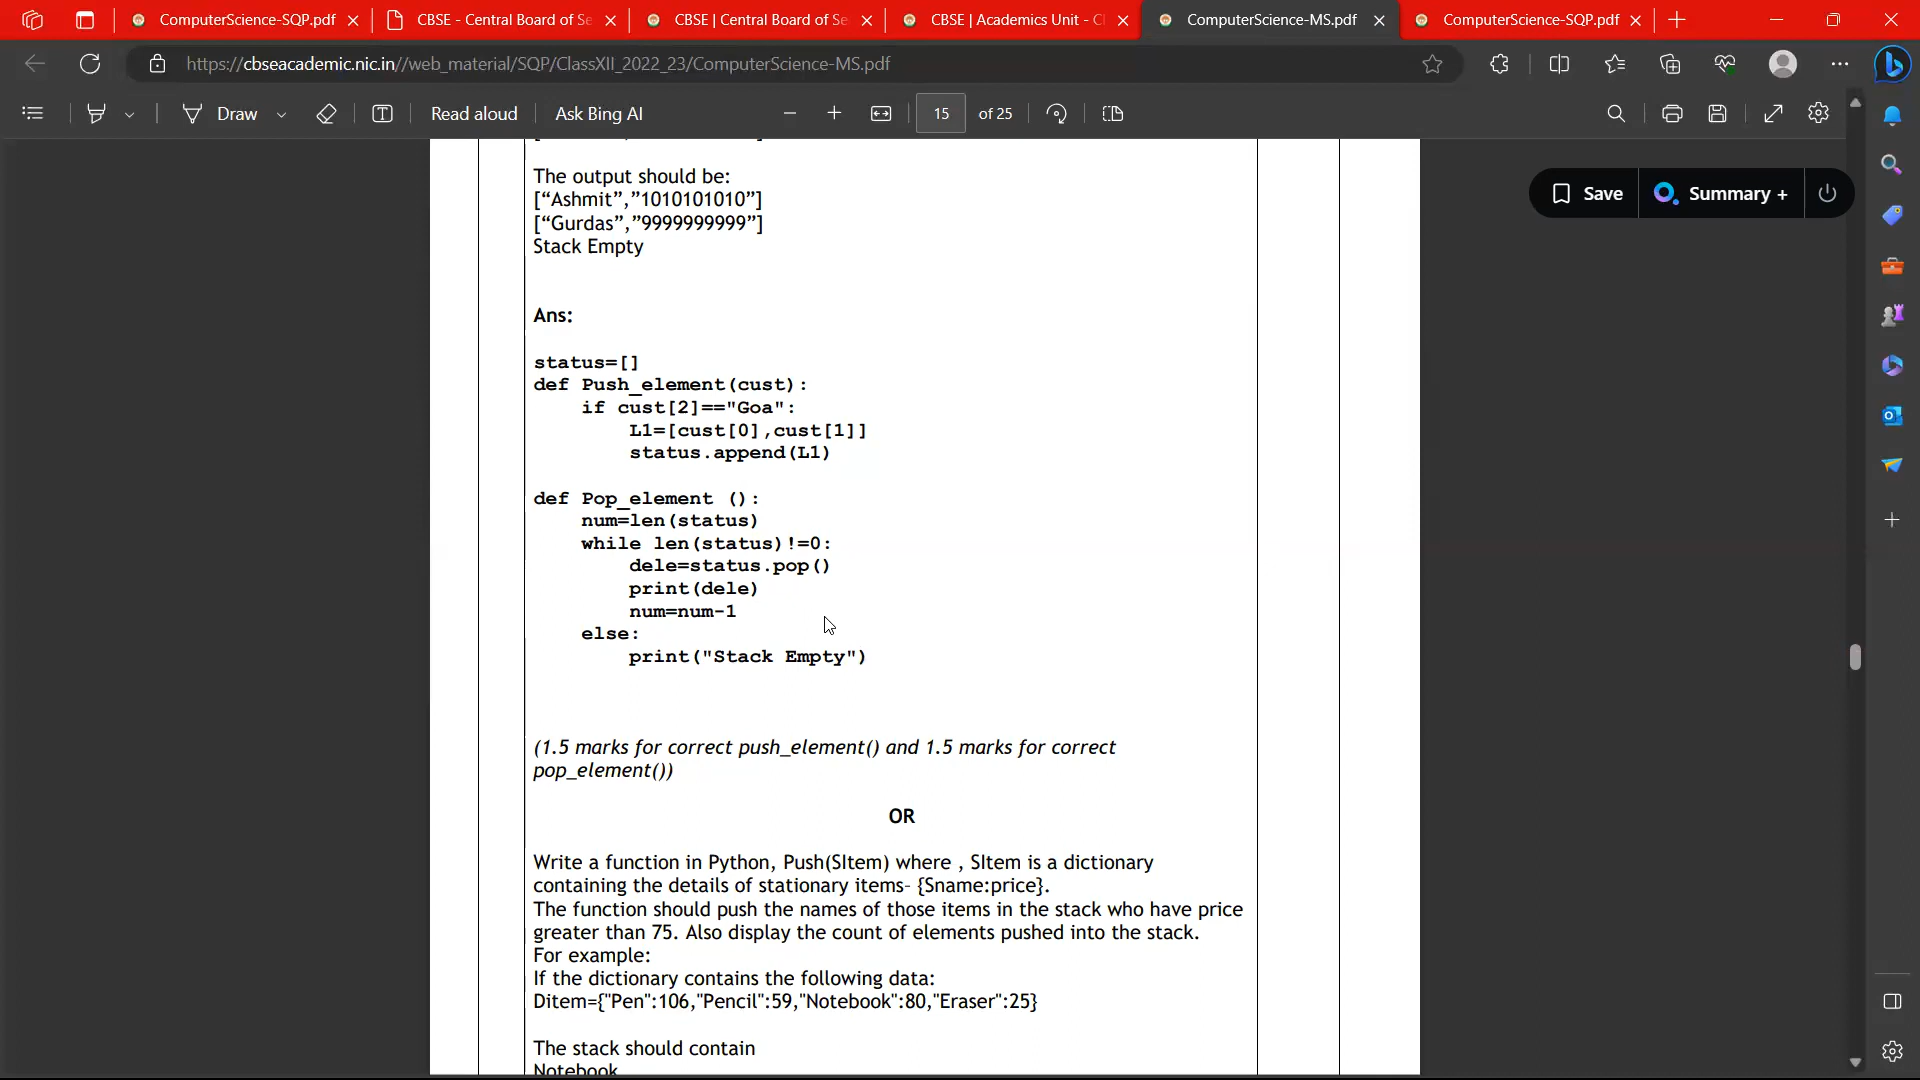 ComputerScience-SQP.pdf
CBSE - Central Board of Se
CBSE | Central Board of Se
CBSE | Academics Unit - C
ComputerScience-MS.pdf
ComputerScience-SQP.pdf
https://cbseacademic.nic.in//web_material/SQP/ClassXII_2022_23/ComputerScience-MS.pdf
Draw
Read aloud
Ask Bing AI
15 of 25
Save
Summary +
The output should be:
[“Ashmit”,”1010101010”]
[“Gurdas”,”9999999999”]
Stack Empty
Ans:
status=[]
def Push_element(cust):
if cust[2]=="Goa":
L1=[cust[0],cust[1]]
status.append(L1)
def Pop_element ():
num=len(status)
while len(status)!=0:
dele=status.pop()
print(dele)
num=num-1
else:
print("Stack Empty")
(1.5 marks for correct push_element() and 1.5 marks for correct
pop_element())
OR
Write a function in Python, Push(SItem) where , SItem is a dictionary
containing the details of stationary items- {Sname:price}.
The function should push the names of those items in the stack who have price
greater than 75. Also display the count of elements pushed into the stack.
For example:
If the dictionary contains the following data:
Ditem={"Pen":106,"Pencil":59,"Notebook":80,"Eraser":25}
The stack should contain
Notebook